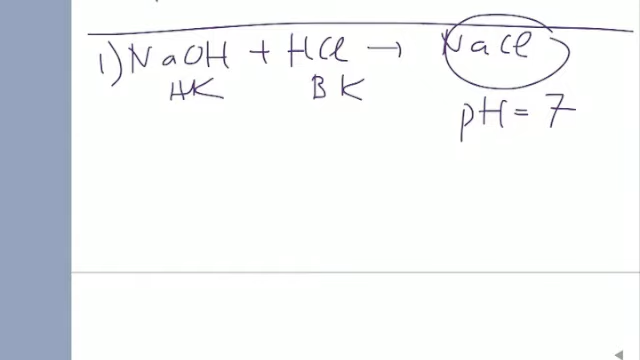 1) NaOH + HCl → NaCl
HK BK
pH = 7